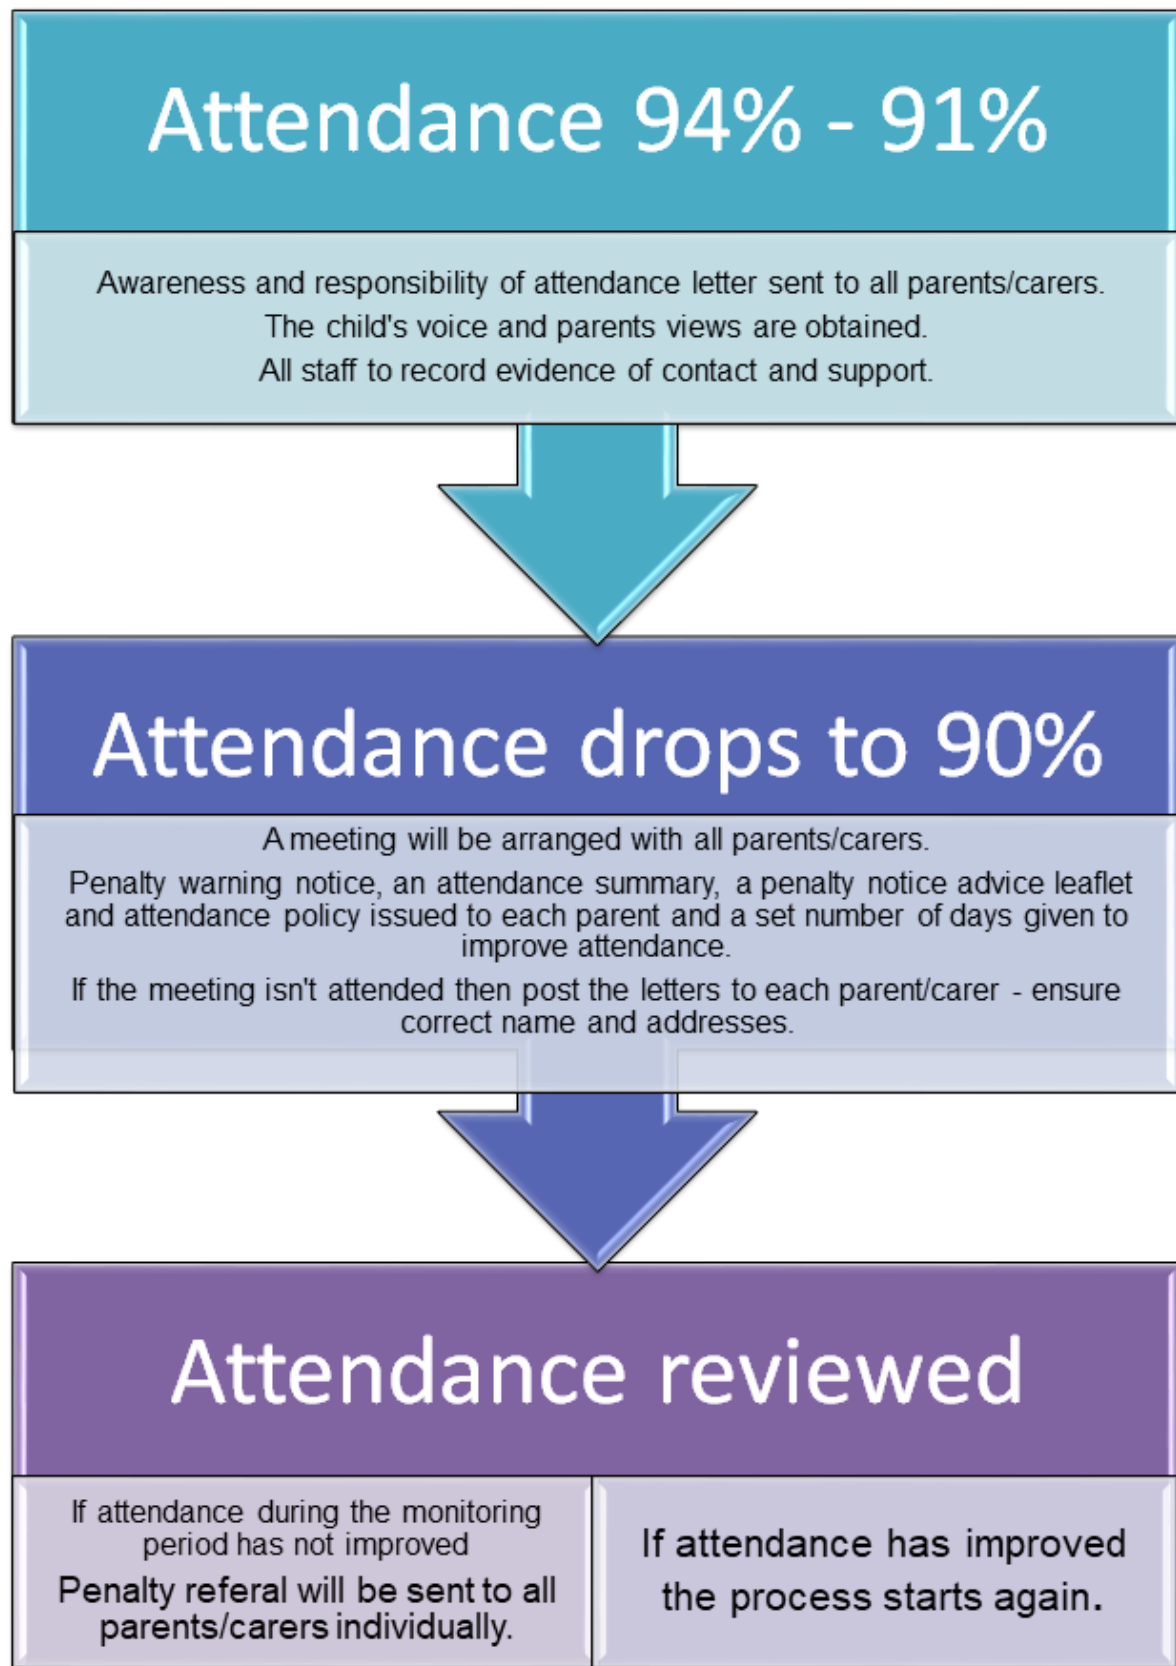 Attendance 94% - 91%
Awareness and responsibility of attendance letter sent to all parents/carers.
The child's voice and parents views are obtained.
All staff to record evidence of contact and support.
Attendance drops to 90%
A meeting will be arranged with all parents/carers.
Penalty warning notice, an attendance summary, a penalty notice advice leaflet
and attendance policy issued to each parent and a set number of days given to
improve attendance.
If the meeting isn't attended then post the letters to each parent/carer - ensure
correct name and addresses.
Attendance reviewed
If attendance during the monitoring
period has not improved
Penalty referal will be sent to all
parents/carers individually.
If attendance has improved
the process starts again.